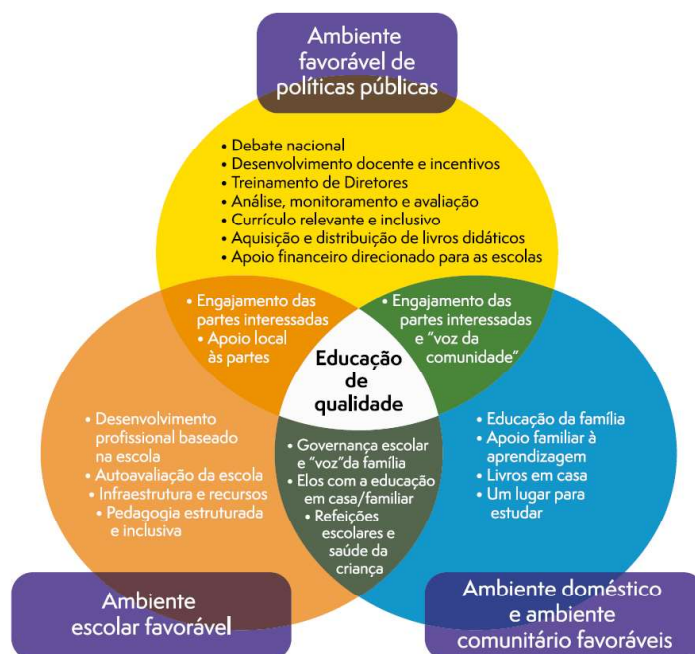 Ambiente
favorável de
políticas públicas
• Debate nacional
• Desenvolvimento docente e incentivos
• Treinamento de Diretores
• Análise, monitoramento e avaliação
• Currículo relevante e inclusivo
• Aquisição e distribuição de livros didáticos
• Apoio financeiro direcionado para as escolas
• Engajamento das
partes interessadas
• Apoio local
às partes
• Engajamento das
partes interessadas
e "voz da
comunidade"
Educação
de
qualidade
• Desenvolvimento
profissional baseado
na escola
• Autoavaliação da escola
• Infraestrutura e recursos
• Pedagogia estruturada
e inclusiva
• Governança escolar
e "voz"da família
• Elos com a educação
em casa/familiar
• Refeições
escolares e
saúde da
criança
• Educação da família
• Apoio familiar à
aprendizagem
• Livros em casa
• Um lugar para
estudar
Ambiente
escolar favorável
Ambiente doméstico
e ambiente
comunitário favoráveis